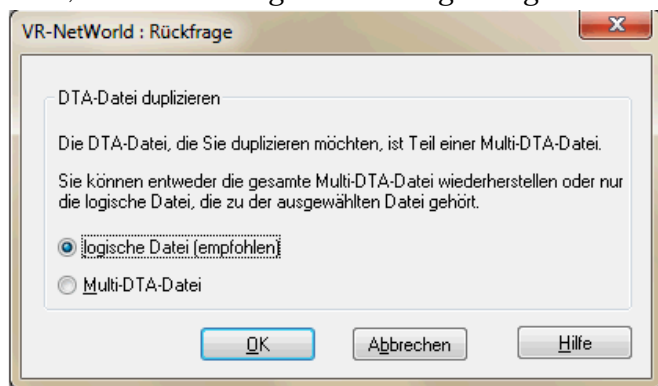 VR-NetWorld : Rückfrage
DTA-Datei duplizieren
Die DTA-Datei, die Sie duplizieren möchten, ist Teil einer Multi-DTA-Datei.
Sie können entweder die gesamte Multi-DTA-Datei wiederherstellen oder nur
die logische Datei, die zu der ausgewählten Datei gehört.
logische Datei (empfohlen)
Multi-DTA-Datei
OK Abbrechen Hilfe